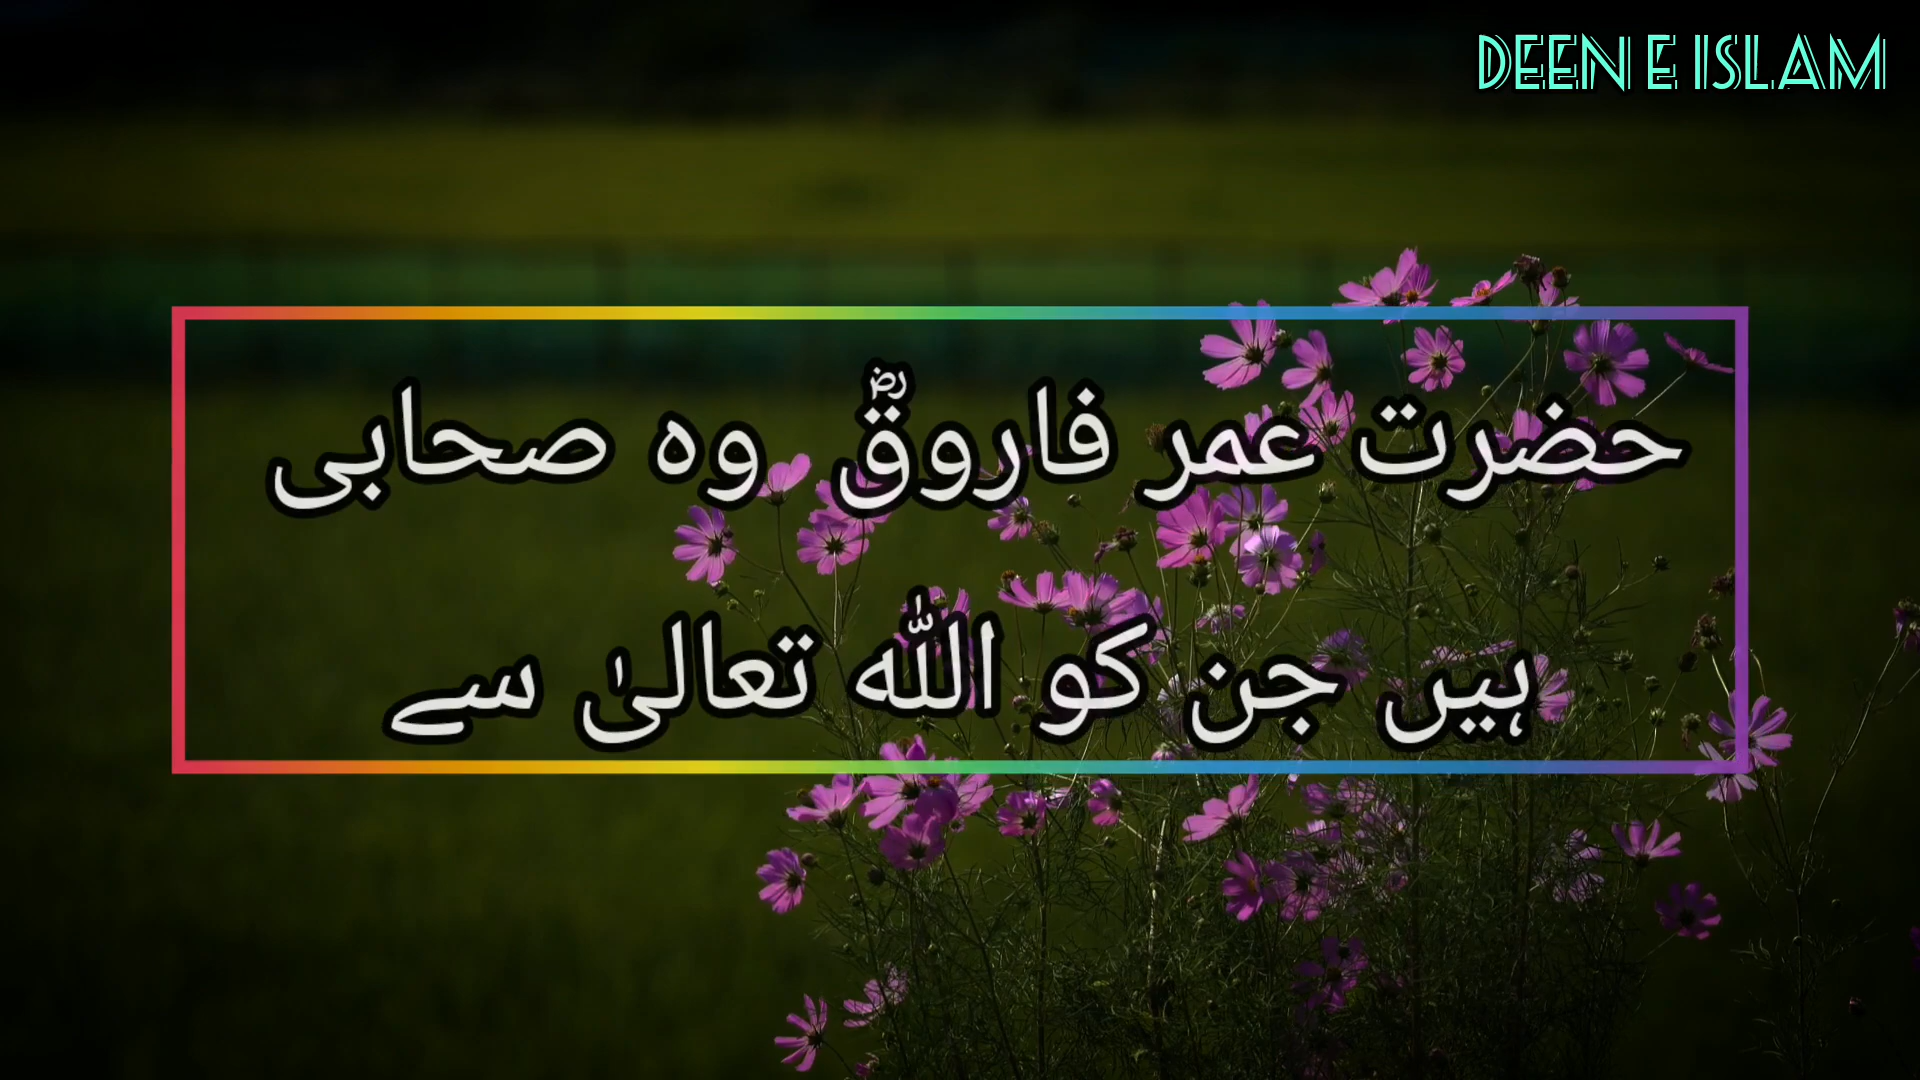 DEEN E ISLAM
حضرت عمر فاروقؓ وہ صحابی
ہیں جن کو اللّٰہ تعالیٰ سے